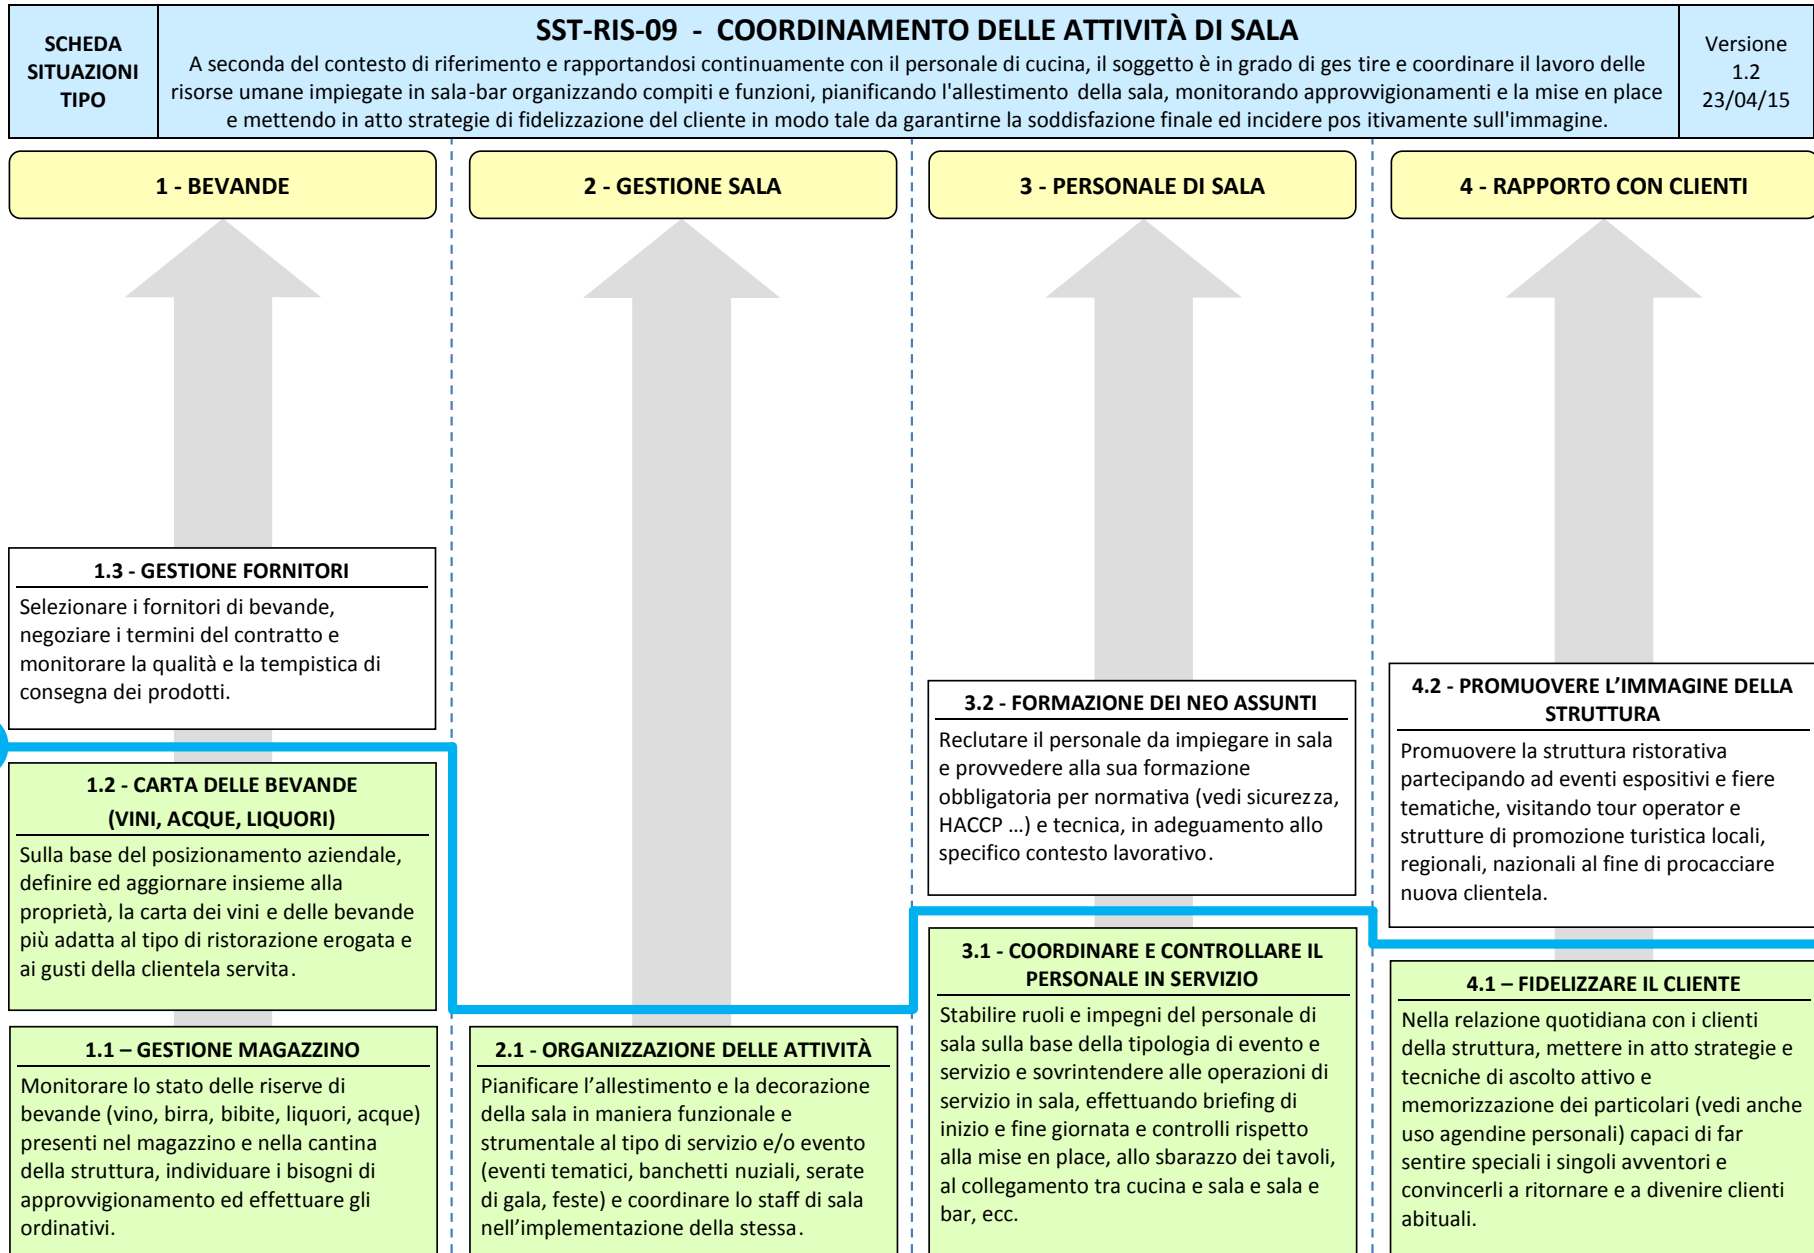 SCHEDA
SITUAZIONI
TIPO
SST-RIS-09 - COORDINAMENTO DELLE ATTIVITÀ DI SALA
A seconda del contesto di riferimento e rapportandosi continuamente con il personale di cucina, il soggetto è in grado di ges tire e coordinare il lavoro delle
risorse umane impiegate in sala-bar organizzando compiti e funzioni, pianificando l'allestimento della sala, monitorando approvvigionamenti e la mise en place
e mettendo in atto strategie di fidelizzazione del cliente in modo tale da garantirne la soddisfazione finale ed incidere pos itivamente sull'immagine.
Versione
1.2
23/04/15
1 - BEVANDE
2 - GESTIONE SALA
3 - PERSONALE DI SALA
4 - RAPPORTO CON CLIENTI
1.3 - GESTIONE FORNITORI
Selezionare i fornitori di bevande,
negoziare i termini del contratto e
monitorare la qualità e la tempistica di
consegna dei prodotti.
1.2 - CARTA DELLE BEVANDE
(VINI, ACQUE, LIQUORI)
Sulla base del posizionamento aziendale,
definire ed aggiornare insieme alla
proprietà, la carta dei vini e delle bevande
più adatta al tipo di ristorazione erogata e
ai gusti della clientela servita.
1.1 – GESTIONE MAGAZZINO
Monitorare lo stato delle riserve di
bevande (vino, birra, bibite, liquori, acque)
presenti nel magazzino e nella cantina
della struttura, individuare i bisogni di
approvvigionamento ed effettuare gli
ordinativi.
2.1 - ORGANIZZAZIONE DELLE ATTIVITÀ
Pianificare l’allestimento e la decorazione
della sala in maniera funzionale e
strumentale al tipo di servizio e/o evento
(eventi tematici, banchetti nuziali, serate
di gala, feste) e coordinare lo staff di sala
nell’implementazione della stessa.
3.2 - FORMAZIONE DEI NEO ASSUNTI
Reclutare il personale da impiegare in sala
e provvedere alla sua formazione
obbligatoria per normativa (vedi sicurezza,
HACCP …) e tecnica, in adeguamento allo
specifico contesto lavorativo.
3.1 - COORDINARE E CONTROLLARE IL
PERSONALE IN SERVIZIO
Stabilire ruoli e impegni del personale di
sala sulla base della tipologia di evento e
servizio e sovrintendere alle operazioni di
servizio in sala, effettuando briefing di
inizio e fine giornata e controlli rispetto
alla mise en place, allo sbarazzo dei tavoli,
al collegamento tra cucina e sala e sala e
bar, ecc.
4.2 - PROMUOVERE L’IMMAGINE DELLA
STRUTTURA
Promuovere la struttura ristorativa
partecipando ad eventi espositivi e fiere
tematiche, visitando tour operator e
strutture di promozione turistica locali,
regionali, nazionali al fine di procacciare
nuova clientela.
4.1 – FIDELIZZARE IL CLIENTE
Nella relazione quotidiana con i clienti
della struttura, mettere in atto strategie e
tecniche di ascolto attivo e
memorizzazione dei particolari (vedi anche
uso agendine personali) capaci di far
sentire speciali i singoli avventori e
convincerli a ritornare e a divenire clienti
abituali.